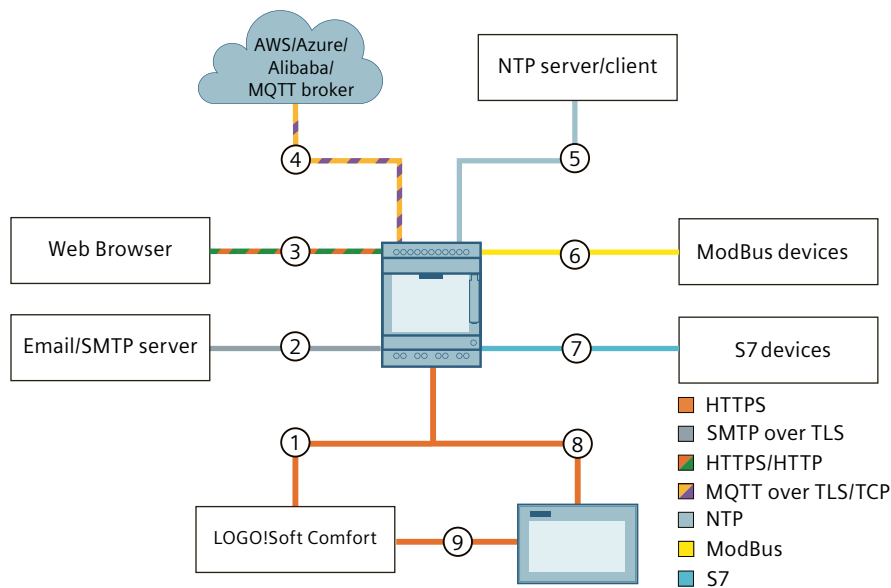 AWS/Azure/
Alibaba/
MQTT broker
NTP server/client
4
5
Web Browser
3
6
ModBus devices
Email/SMTP server
2
7
S7 devices
HTTPS
SMTP over TLS
HTTPS/HTTP
MQTT over TLS/TCP
NTP
ModBus
S7
1
8
LOGO!Soft Comfort
9